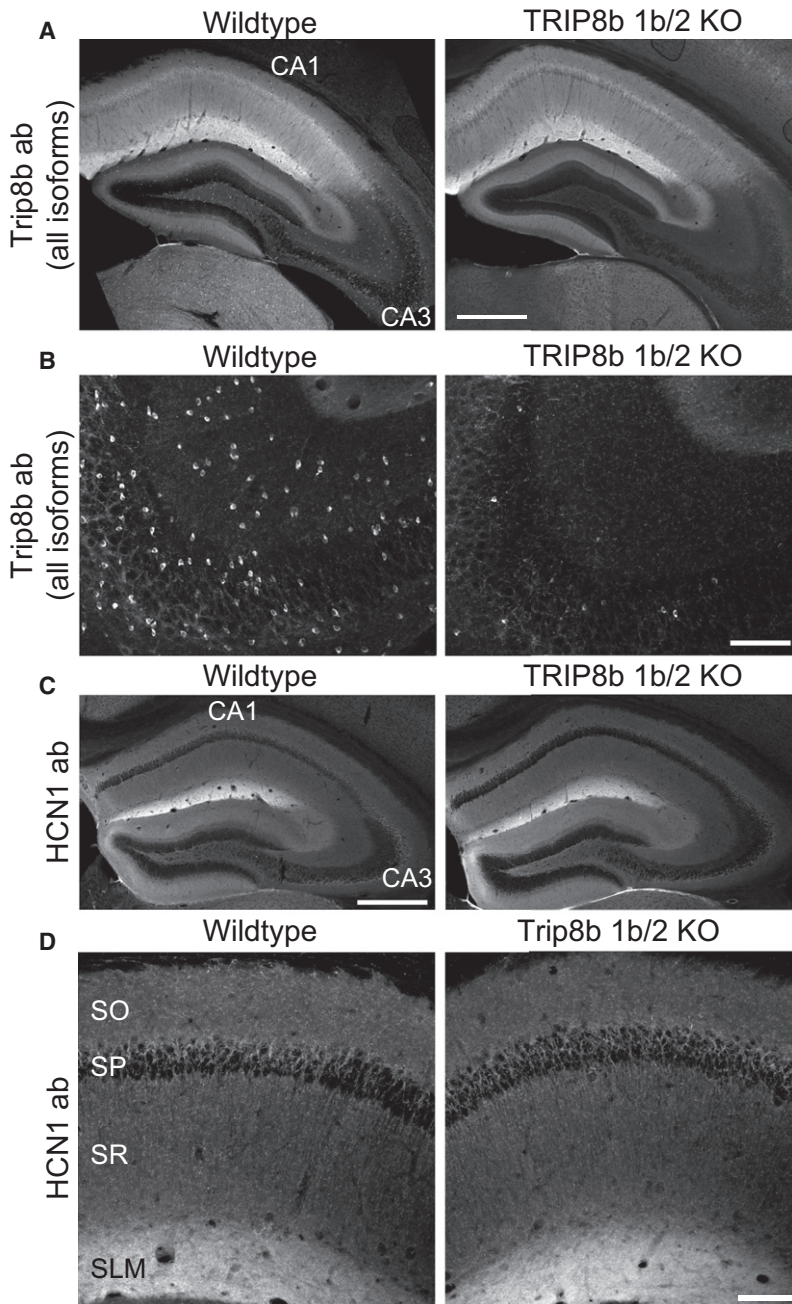 A
Wildtype
TRIP8b 1b/2 KO
Trip8b ab
(all isoforms)
CA1
CA3
B
Wildtype
TRIP8b 1b/2 KO
Trip8b ab
(all isoforms)
C
Wildtype
TRIP8b 1b/2 KO
HCN1 ab
CA1
CA3
D
Wildtype
Trip8b 1b/2 KO
HCN1 ab
SO
SP
SR
SLM